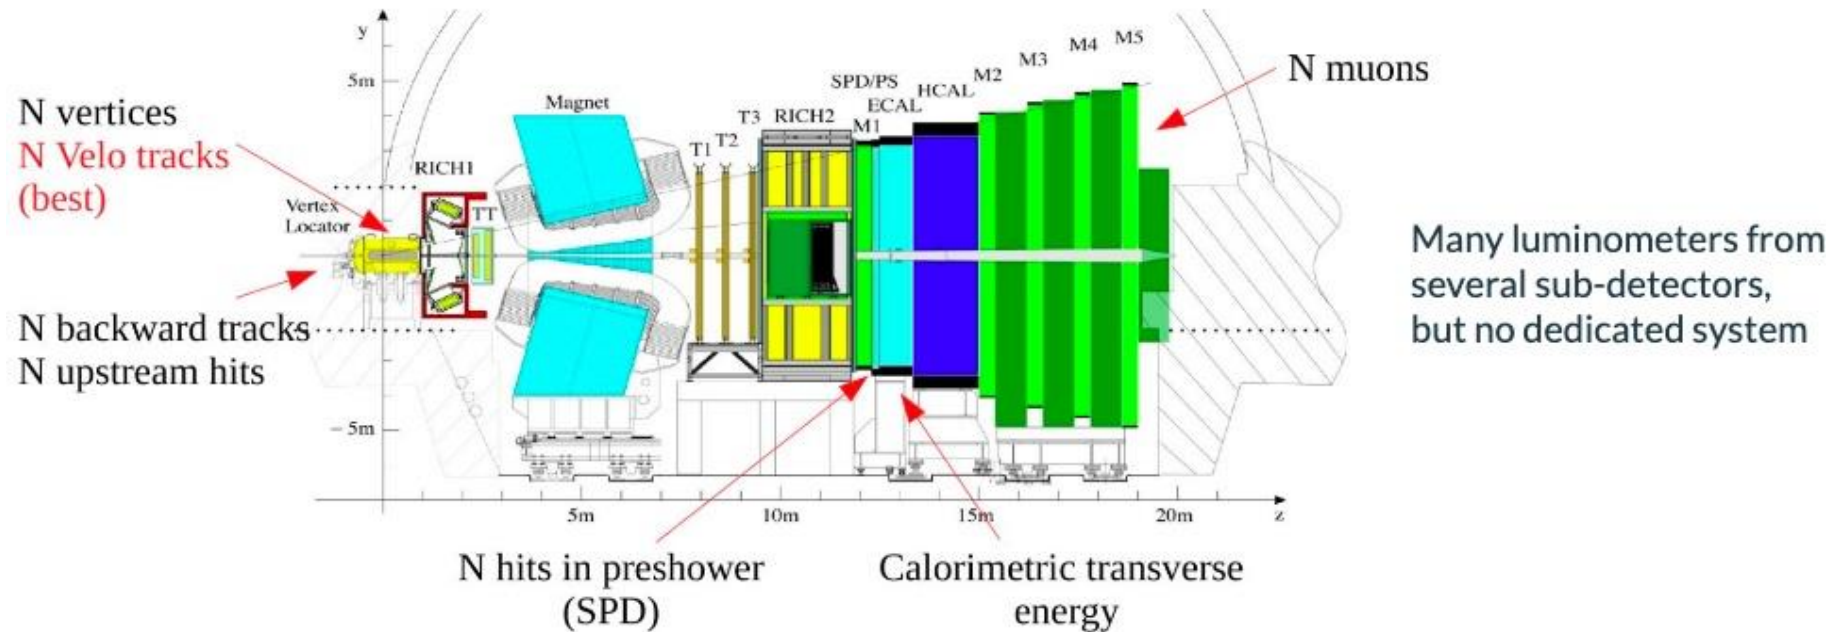 y
5m
N vertices
N Velo tracks
(best)
N backward tracks
N upstream hits
Vertex
Locator
RICH1
TT
Magnet
T1
T2
T3
RICH2
M1
SPD/PS
ECAL
HCAL
M2
M3
M4
M5
N muons
Many luminometers from
several sub-detectors,
but no dedicated system
− 5m
5m
10m
15m
20m
z
N hits in preshower
(SPD)
Calorimetric transverse
energy